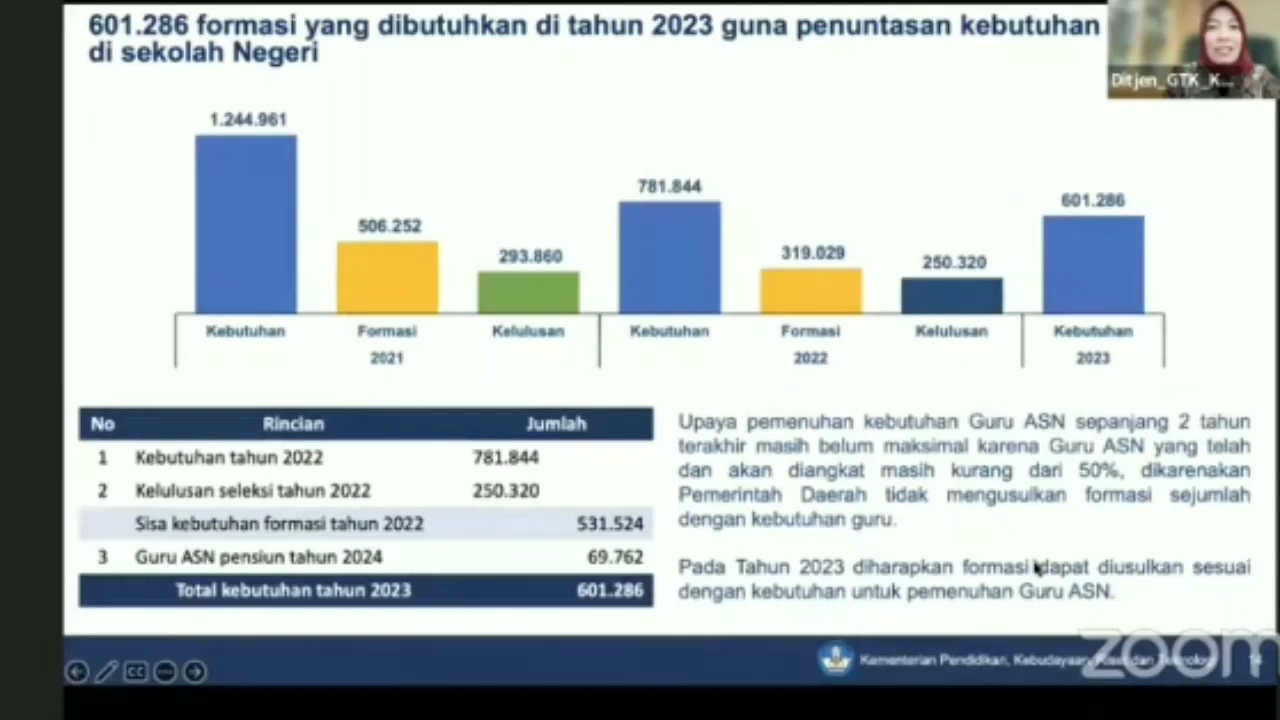 601.286 formasi yang dibutuhkan di tahun 2023 guna penuntasan kebutuhan
di sekolah Negeri
Ditjen_GTK_K...
1.244.961
506.252
293.860
781.844
319.029
250.320
601.286
Kebutuhan Formasi Kelulusan Kebutuhan Formasi Kelulusan Kebutuhan
2021 2022 2023
No Rincian Jumlah
1 Kebutuhan tahun 2022 781.844
2 Kelulusan seleksi tahun 2022 250.320
Sisa kebutuhan formasi tahun 2022 531.524
3 Guru ASN pensiun tahun 2024 69.762
Total kebutuhan tahun 2023 601.286
Upaya pemenuhan kebutuhan Guru ASN sepanjang 2 tahun
terakhir masih belum maksimal karena Guru ASN yang telah
dan akan diangkat masih kurang dari 50%, dikarenakan
Pemerintah Daerah tidak mengusulkan formasi sejumlah
dengan kebutuhan guru.
Pada Tahun 2023 diharapkan formasi dapat diusulkan sesuai
dengan kebutuhan untuk pemenuhan Guru ASN.
zoom
CC
Kementerian Pendidikan, Kebudayaan, Riset dan Teknologi
14